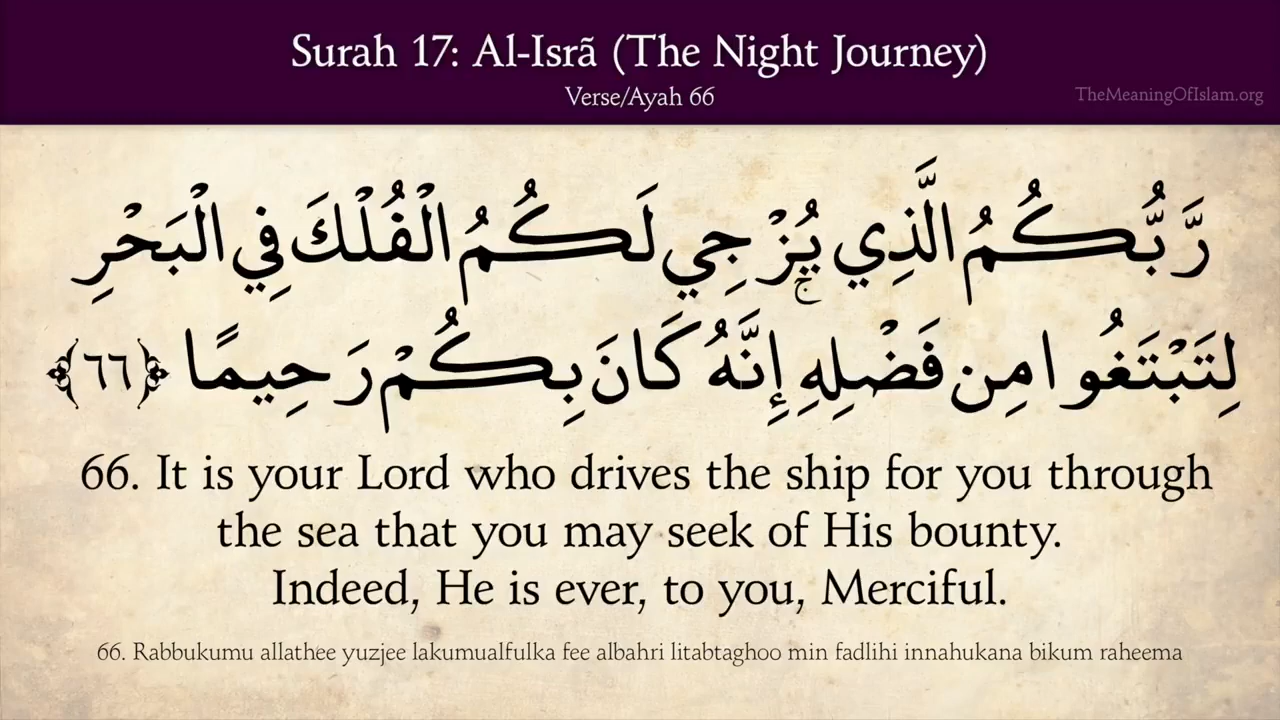 Surah 17: Al-Isrã (The Night Journey)
Verse/Ayah 66
TheMeaningOfIslam.org
رَّبُّكُمُ الَّذِي يُزْجِي لَكُمُ الْفُلْكَ فِي الْبَحْرِ
لِتَبْتَغُوا مِن فَضْلِهِ ۚ إِنَّهُ كَانَ بِكُمْ رَحِيمًا ﴿٦٦﴾
66. It is your Lord who drives the ship for you through
the sea that you may seek of His bounty.
Indeed, He is ever, to you, Merciful.
66. Rabbukumu allathee yuzjee lakumualfulka fee albahri litabtaghoo min fadlihi innahukana bikum raheema